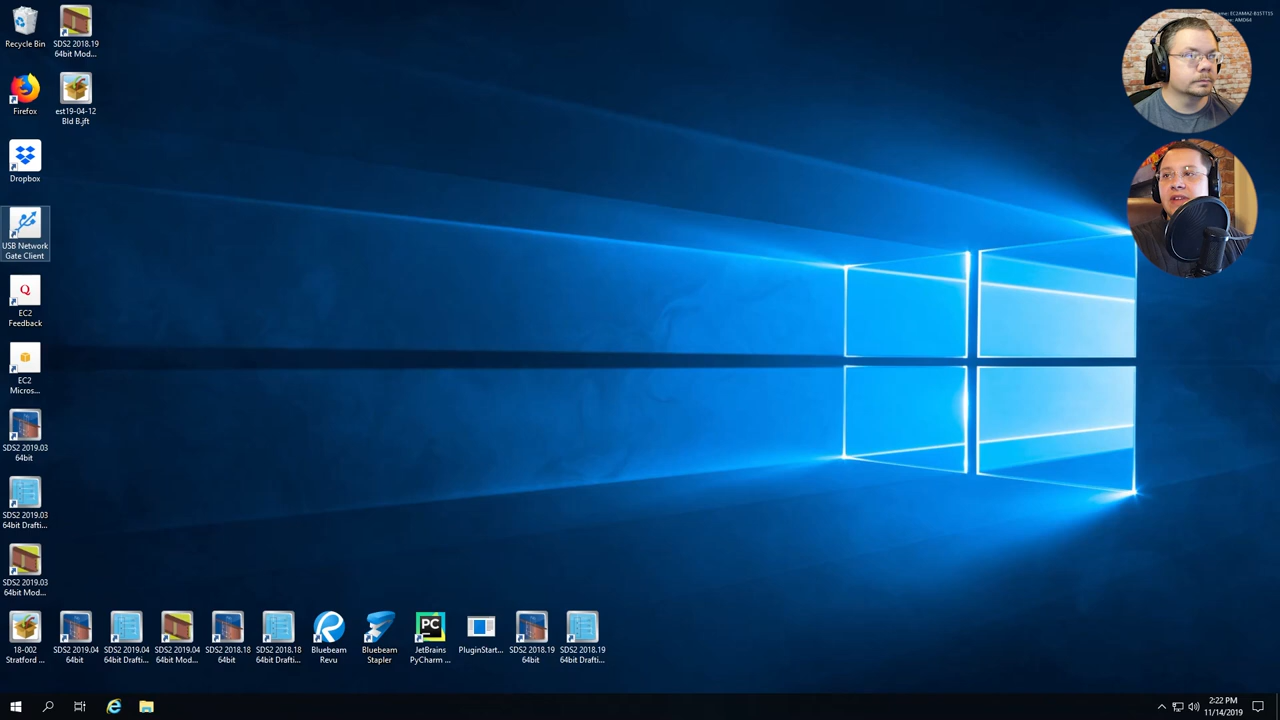 name: EC2AMAZ-B1STT1S
Recycle Bin
SDS2 2018.19
64bit Mod...
Firefox
est19-04-12
Bld B.jft
Dropbox
USB Network
Gate Client
Q
EC2
Feedback
EC2
Micros...
SDS2 2019.03
64bit
SDS2 2019.03
64bit Drafti...
SDS2 2019.03
64bit Mod...
18-002
Stratford ...
SDS2 2019.04
64bit
SDS2 2019.04
64bit Drafti...
SDS2 2019.04
64bit Mod...
SDS2 2018.18
64bit
SDS2 2018.18
64bit Drafti...
Bluebeam
Revu
Bluebeam
Stapler
PC
JetBrains
PyCharm ...
PluginStart...
SDS2 2018.19
64bit
SDS2 2018.19
64bit Drafti...
2:22 PM
11/14/2019